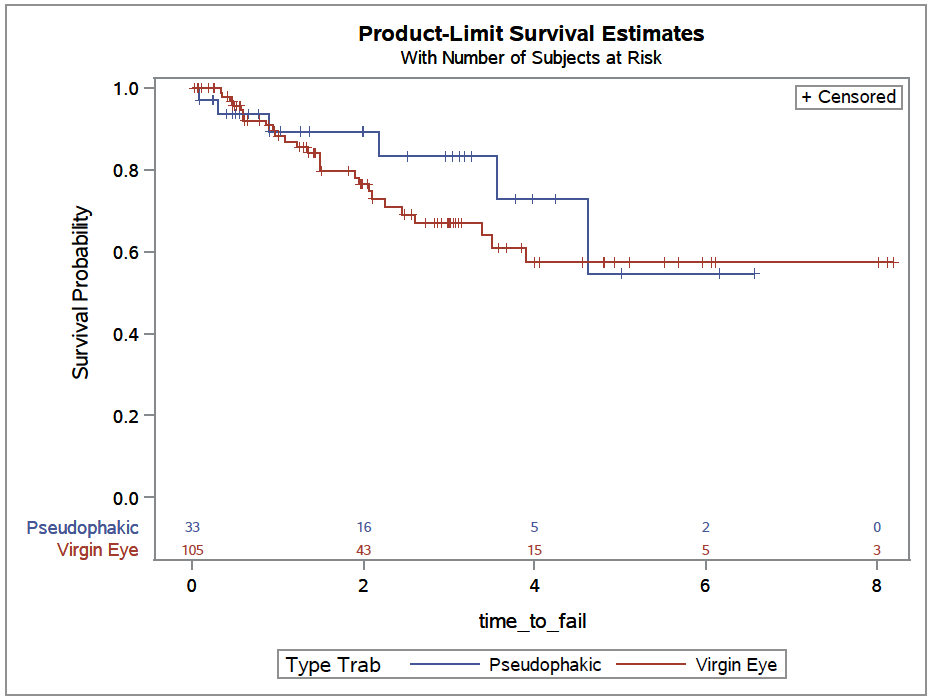 Product-Limit Survival Estimates
With Number of Subjects at Risk
+ Censored
1.0
0.8
0.6
0.4
0.2
0.0
Survival Probability
Pseudophakic 33 16 5 2 0
Virgin Eye 105 43 15 5 3
0 2 4 6 8
time_to_fail
Type Trab Pseudophakic Virgin Eye